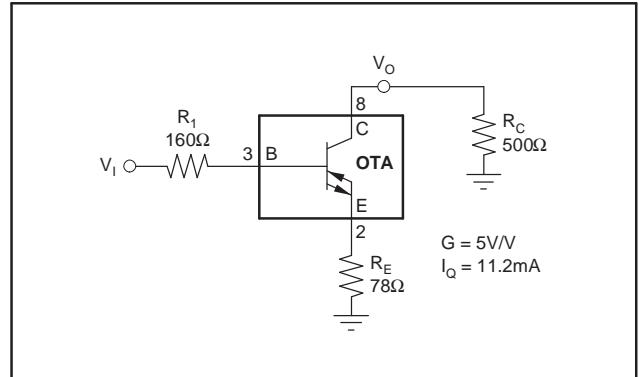 V_O
8
R_1
160Ω
R_C
500Ω
C
V_I
3
B
OTA
E
2
G = 5V/V
I_Q = 11.2mA
R_E
78Ω